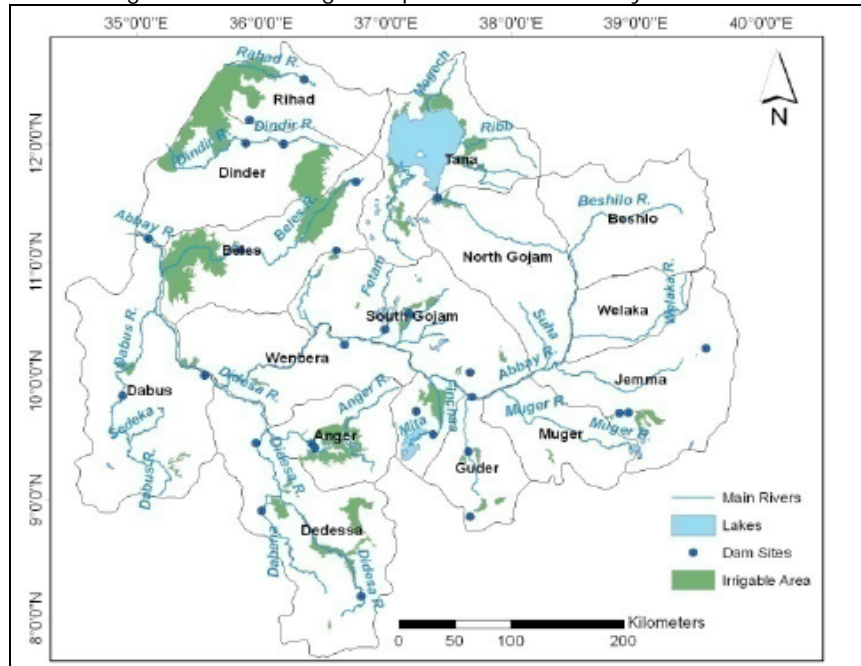 35°0'0"E 36°0'0"E 37°0'0"E 38°0'0"E 39°0'0"E 40°0'0"E
12°0'0"N
11°0'0"N
10°0'0"N
9°0'0"N
8°0'0"N
N
Rahad R.
Rihad
Megech
Dindir R.
Ribb
Dindir R.
Tana
Dinder
Beles R.
Beshilo R.
Beshlo
Abbay R.
Beles
North Gojam
Fetam
Welaka R.
Welaka
South Gojam
Suha
Dabus R.
Wenbera
Abbay R.
Didesa R.
Jemma
Dabus
Anger R.
Finchaa
Muger R.
Sedeka
Anger
Mita
Muger
Muger R.
Dabus R.
Didesa R.
Guder
Dedessa
Dabena
Didesa R.
Main Rivers
Lakes
Dam Sites
Irrigable Area
Kilometers
0 50 100 200